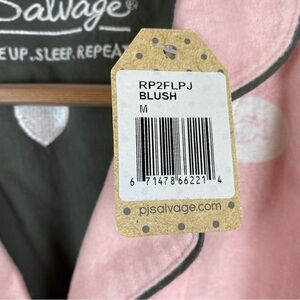 Salvage®
E UP.SLEEP.REPEAT
RP2FLPJ
BLUSH
M
6 71478 66221 4
pjsalvage.com